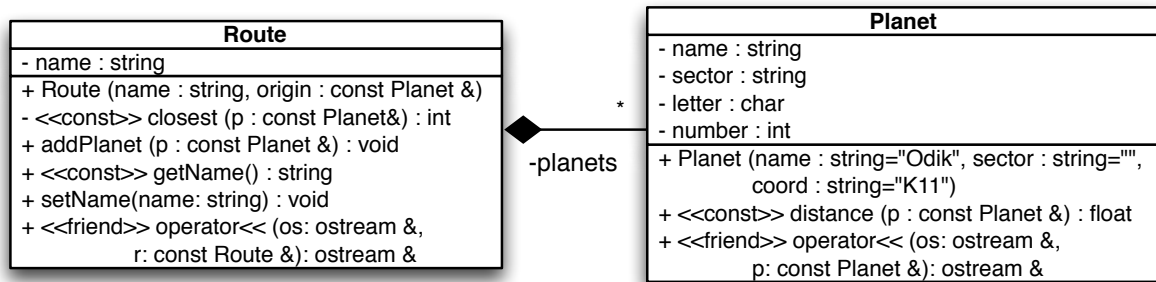 Route
- name : string
+ Route (name : string, origin : const Planet &)
- <<const>> closest (p : const Planet&) : int
+ addPlanet (p : const Planet &) : void
+ <<const>> getName() : string
+ setName(name: string) : void
+ <<friend>> operator<< (os: ostream &,
r: const Route &): ostream &
*
-planets
Planet
- name : string
- sector : string
- letter : char
- number : int
+ Planet (name : string="Odik", sector : string="",
coord : string="K11")
+ <<const>> distance (p : const Planet &) : float
+ <<friend>> operator<< (os: ostream &,
p: const Planet &): ostream &